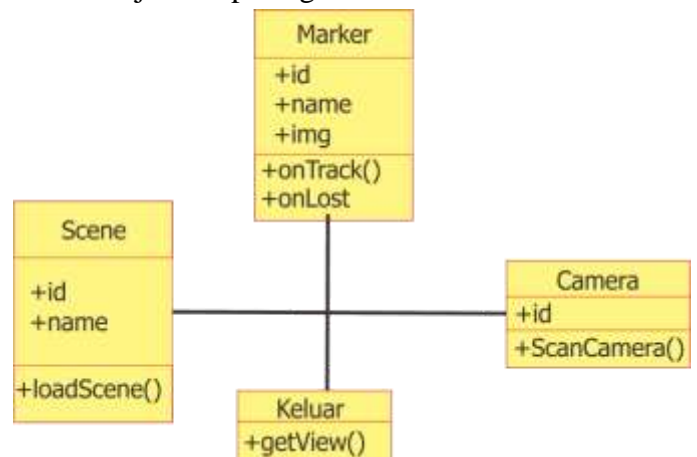 Marker
+id
+name
+img
+onTrack()
+onLost
Scene
+id
+name
+loadScene()
Camera
+id
+ScanCamera()
Keluar
+getView()